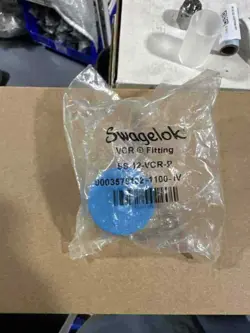 Swagelok
VCR ® Fitting
SS-12-VCR-P